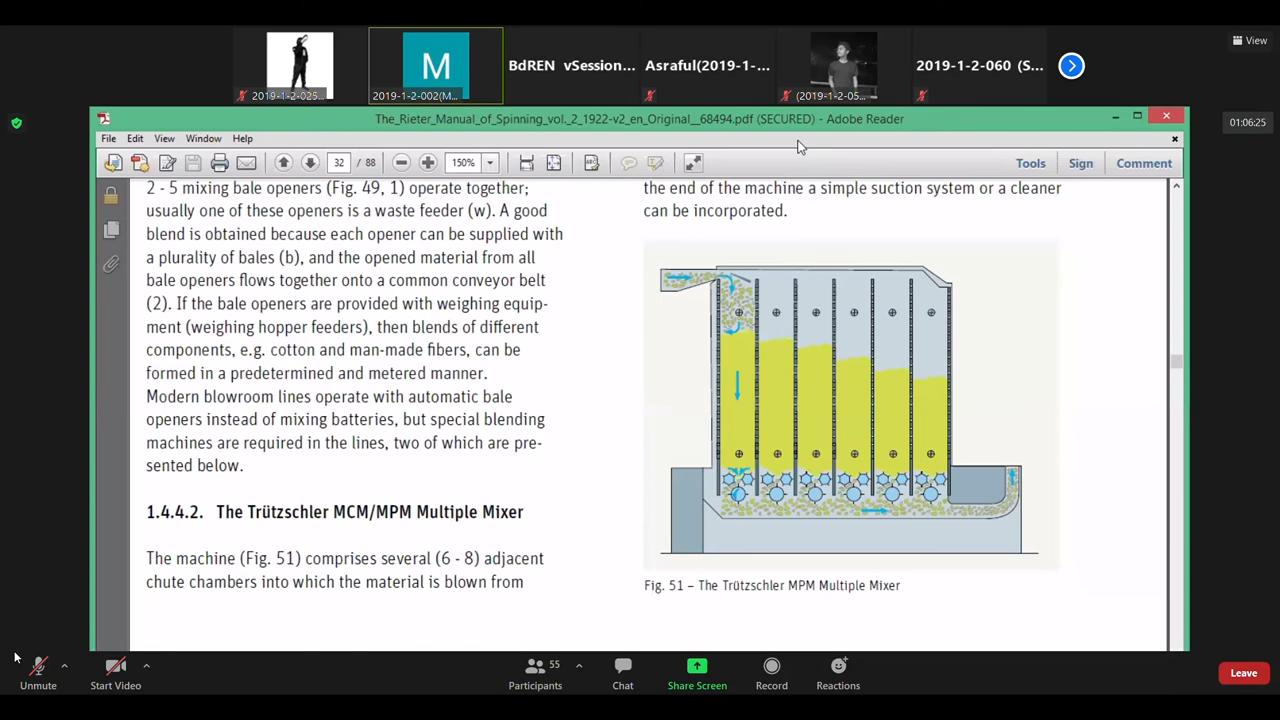 View
2019-1-2-025...
M
2019-1-2-002(M...
BdREN vSession...
Asraful(2019-1-...
(2019-1-2-05...
2019-1-2-060 (S...
01:06:25
The_Rieter_Manual_of_Spinning_vol._2_1922-v2_en_Original__68494.pdf (SECURED) - Adobe Reader
File Edit View Window Help
32 / 88 150% Tools Sign Comment
2 - 5 mixing bale openers (Fig. 49, 1) operate together;
usually one of these openers is a waste feeder (w). A good
blend is obtained because each opener can be supplied with
a plurality of bales (b), and the opened material from all
bale openers flows together onto a common conveyor belt
(2). If the bale openers are provided with weighing equip-
ment (weighing hopper feeders), then blends of different
components, e.g. cotton and man-made fibers, can be
formed in a predetermined and metered manner.
Modern blowroom lines operate with automatic bale
openers instead of mixing batteries, but special blending
machines are required in the lines, two of which are pre-
sented below.
1.4.4.2. The Trützschler MCM/MPM Multiple Mixer
The machine (Fig. 51) comprises several (6 - 8) adjacent
chute chambers into which the material is blown from
the end of the machine a simple suction system or a cleaner
can be incorporated.
Fig. 51 – The Trützschler MPM Multiple Mixer
Unmute
Start Video
55
Participants
Chat
Share Screen
Record
Reactions
Leave